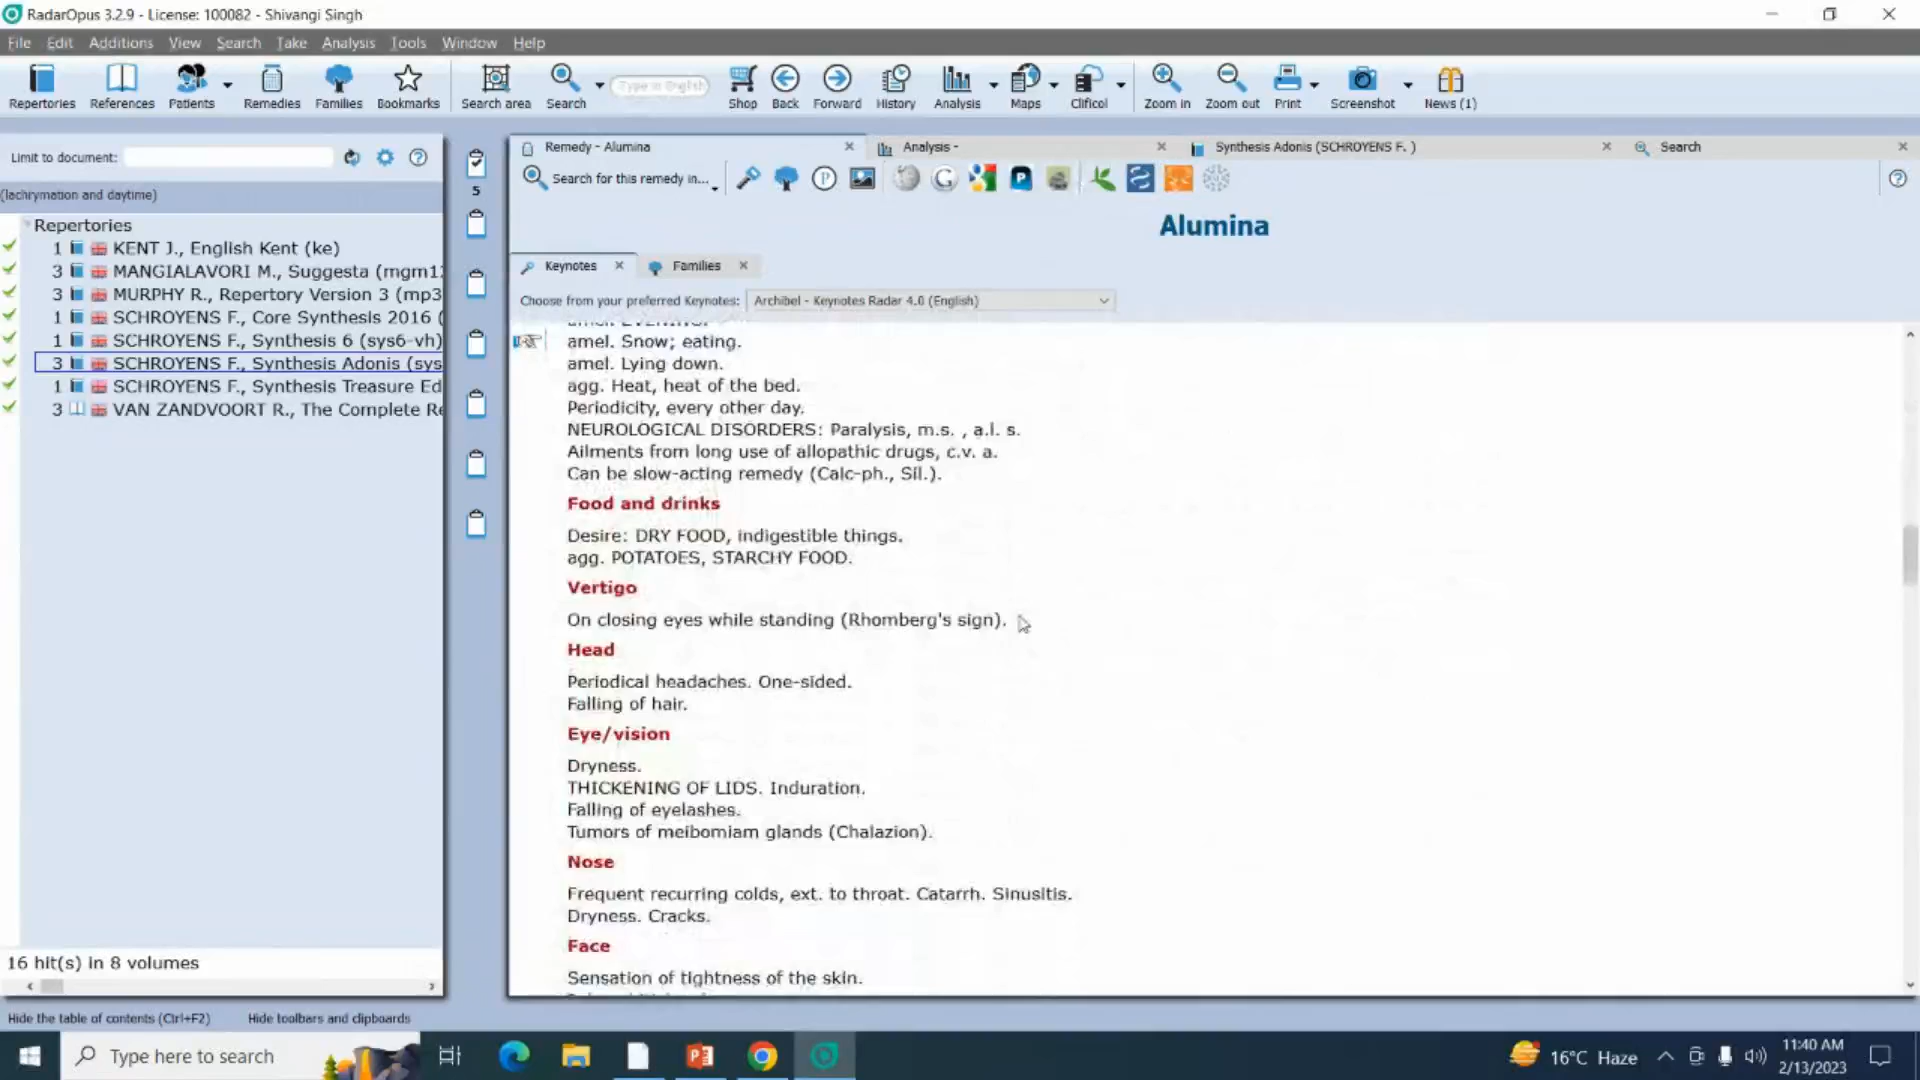 RadarOpus 3.2.9 - License: 100082 - Shivangi Singh
File Edit Additions View Search Take Analysis Tools Window Help
Repertories References Patients Remedies Families Bookmarks Search area Search Type in English Shop Back Forward History Analysis Maps Clificol Zoom in Zoom out Print Screenshot News (1)
Limit to document:
(lachrymation and daytime)
Repertories
1 KENT J., English Kent (ke)
3 MANGIALAVORI M., Suggesta (mgm1
3 MURPHY R., Repertory Version 3 (mp3
1 SCHROYENS F., Core Synthesis 2016 (
1 SCHROYENS F., Synthesis 6 (sys6-vh)
3 SCHROYENS F., Synthesis Adonis (sys
1 SCHROYENS F., Synthesis Treasure Ed
3 VAN ZANDVOORT R., The Complete Re
16 hit(s) in 8 volumes
5
Remedy - Alumina Analysis - Synthesis Adonis (SCHROYENS F. ) Search
Search for this remedy in...
Alumina
Keynotes Families
Choose from your preferred Keynotes: Archibel - Keynotes Radar 4.0 (English)
amel. EVENING.
amel. Snow; eating.
amel. Lying down.
agg. Heat, heat of the bed.
Periodicity, every other day.
NEUROLOGICAL DISORDERS: Paralysis, m.s. , a.l. s.
Ailments from long use of allopathic drugs, c.v. a.
Can be slow-acting remedy (Calc-ph., Sil.).
Food and drinks
Desire: DRY FOOD, indigestible things.
agg. POTATOES, STARCHY FOOD.
Vertigo
On closing eyes while standing (Rhomberg's sign).
Head
Periodical headaches. One-sided.
Falling of hair.
Eye/vision
Dryness.
THICKENING OF LIDS. Induration.
Falling of eyelashes.
Tumors of meibomiam glands (Chalazion).
Nose
Frequent recurring colds, ext. to throat. Catarrh. Sinusitis.
Dryness. Cracks.
Face
Sensation of tightness of the skin.
Hide the table of contents (Ctrl+F2) Hide toolbars and clipboards
Type here to search
16°C Haze
11:40 AM
2/13/2023